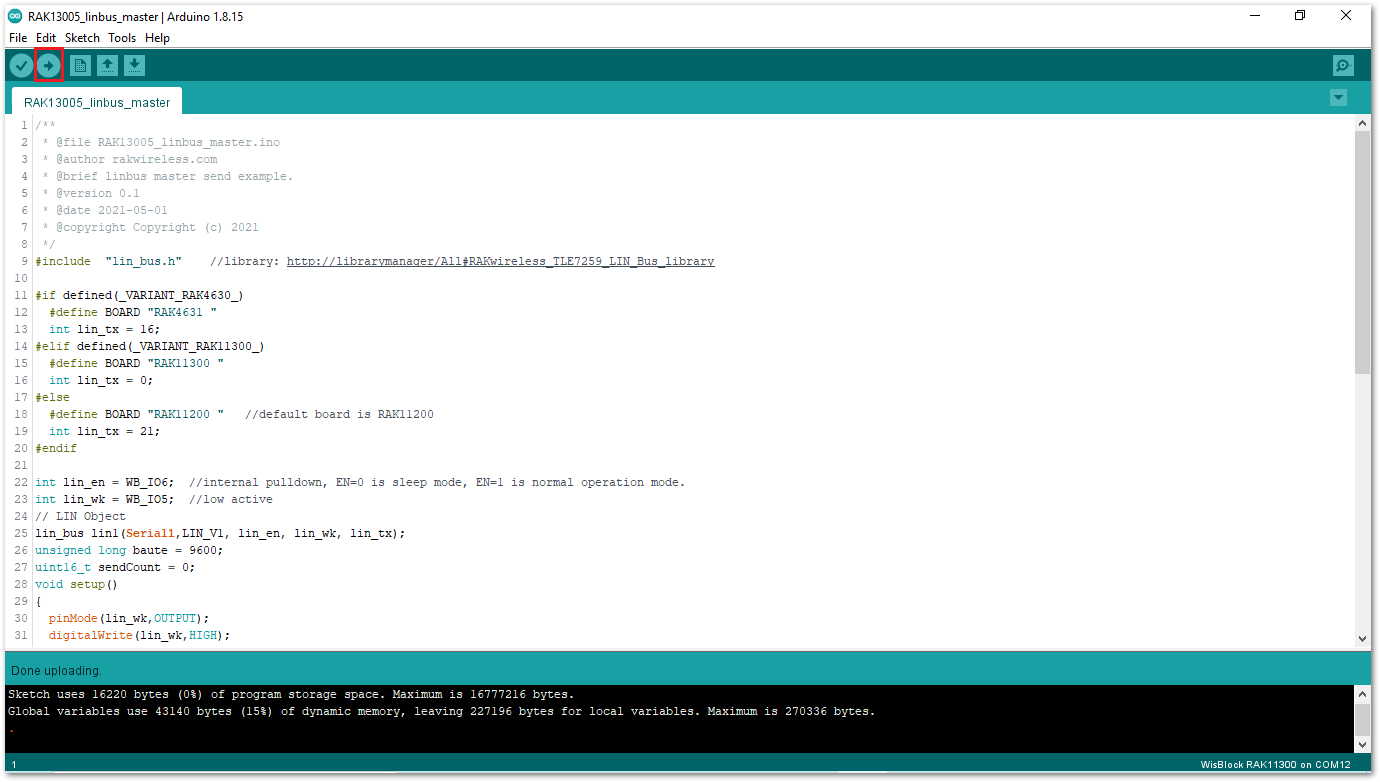 RAK13005_linbus_master | Arduino 1.8.15
File Edit Sketch Tools Help
RAK13005_linbus_master
1 /**
2 * @file RAK13005_linbus_master.ino
3 * @author rakwireless.com
4 * @brief linbus master send example.
5 * @version 0.1
6 * @date 2021-05-01
7 * @copyright Copyright (c) 2021
8 */
9 #include "lin_bus.h" //library: http://librarymanager/All#RAKwireless_TLE7259_LIN_Bus_library
10
11 #if defined(_VARIANT_RAK4630_)
12 #define BOARD "RAK4631 "
13 int lin_tx = 16;
14 #elif defined(_VARIANT_RAK11300_)
15 #define BOARD "RAK11300 "
16 int lin_tx = 0;
17 #else
18 #define BOARD "RAK11200 " //default board is RAK11200
19 int lin_tx = 21;
20 #endif
21
22 int lin_en = WB_IO6; //internal pulldown, EN=0 is sleep mode, EN=1 is normal operation mode.
23 int lin_wk = WB_IO5; //low active
24 // LIN Object
25 lin_bus lin1(Serial1,LIN_V1, lin_en, lin_wk, lin_tx);
26 unsigned long baute = 9600;
27 uint16_t sendCount = 0;
28 void setup()
29 {
30 pinMode(lin_wk,OUTPUT);
31 digitalWrite(lin_wk,HIGH);
Done uploading.
Sketch uses 16220 bytes (0%) of program storage space. Maximum is 16777216 bytes.
Global variables use 43140 bytes (15%) of dynamic memory, leaving 227196 bytes for local variables. Maximum is 270336 bytes.
.
1 WisBlock RAK11300 on COM12